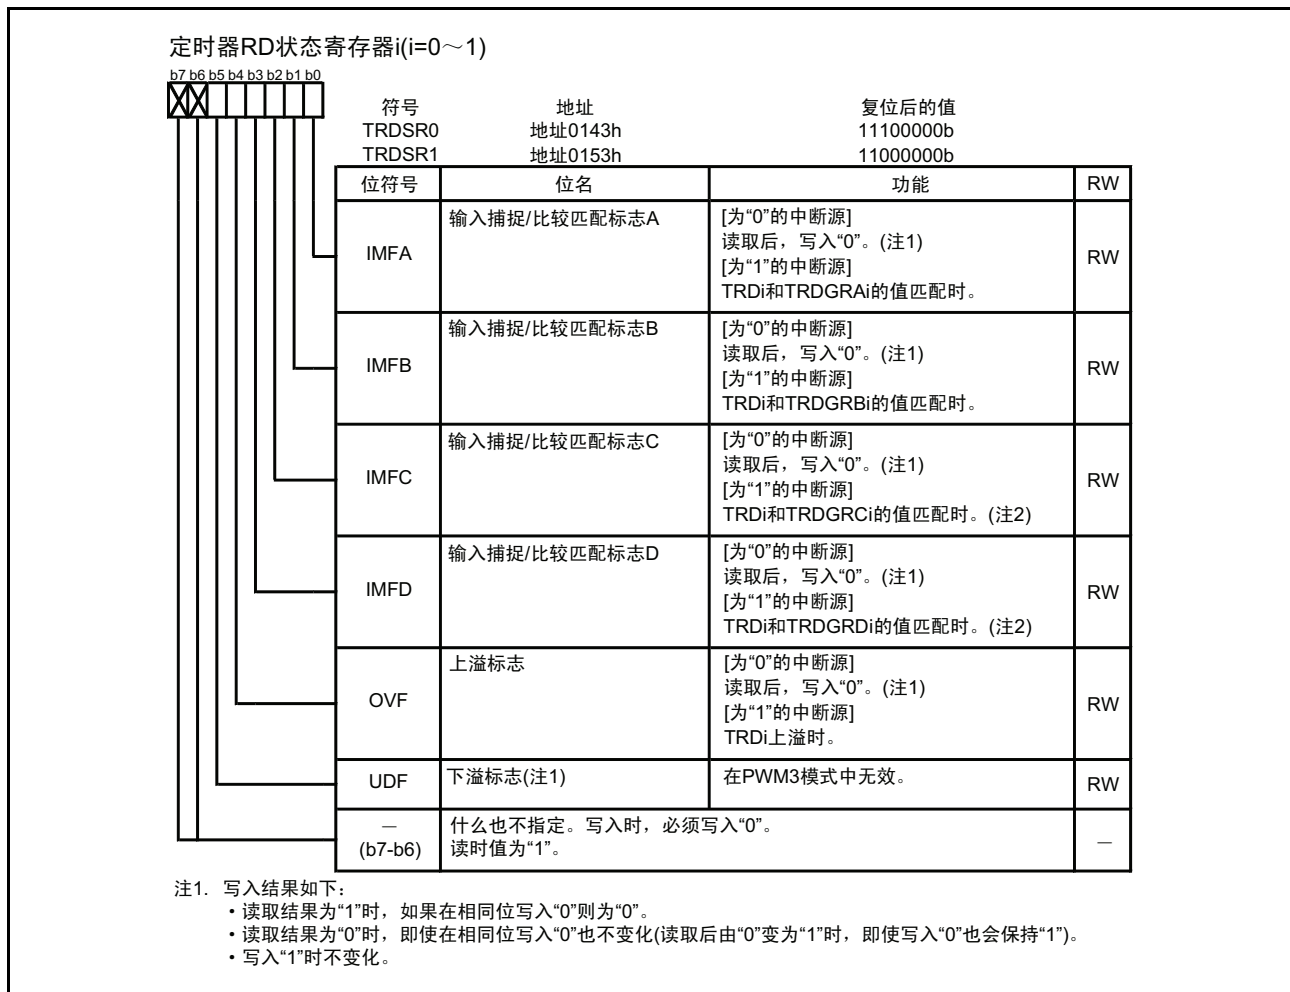 定时器RD状态寄存器i(i=0～1)
b7 b6 b5 b4 b3 b2 b1 b0
符号 地址 复位后的值
TRDSR0 地址0143h 11100000b
TRDSR1 地址0153h 11000000b
位符号 位名 功能 RW
IMFA 输入捕捉/比较匹配标志A [为“0”的中断源]
读取后，写入“0”。(注1)
[为“1”的中断源]
TRDi和TRDGRAi的值匹配时。
RW
IMFB 输入捕捉/比较匹配标志B [为“0”的中断源]
读取后，写入“0”。(注1)
[为“1”的中断源]
TRDi和TRDGRBi的值匹配时。
RW
IMFC 输入捕捉/比较匹配标志C [为“0”的中断源]
读取后，写入“0”。(注1)
[为“1”的中断源]
TRDi和TRDGRCi的值匹配时。(注2)
RW
IMFD 输入捕捉/比较匹配标志D [为“0”的中断源]
读取后，写入“0”。(注1)
[为“1”的中断源]
TRDi和TRDGRDi的值匹配时。(注2)
RW
OVF 上溢标志 [为“0”的中断源]
读取后，写入“0”。(注1)
[为“1”的中断源]
TRDi上溢时。
RW
UDF 下溢标志(注1) 在PWM3模式中无效。 RW
—
(b7-b6)
什么也不指定。写入时，必须写入“0”。
读时值为“1”。
—
注1. 写入结果如下：
•读取结果为“1”时，如果在相同位写入“0”则为“0”。
•读取结果为“0”时，即使在相同位写入“0”也不变化(读取后由“0”变为“1”时，即使写入“0”也会保持“1”)。
•写入“1”时不变化。